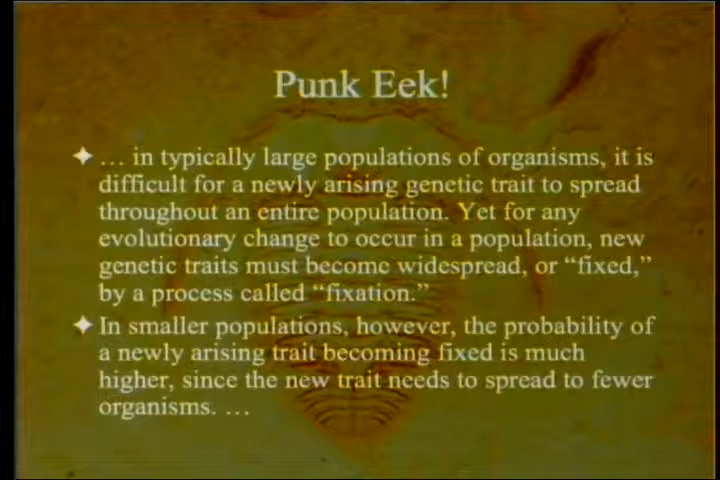 Punk Eek!
… in typically large populations of organisms, it is
difficult for a newly arising genetic trait to spread
throughout an entire population. Yet for any
evolutionary change to occur in a population, new
genetic traits must become widespread, or “fixed,”
by a process called “fixation.”
In smaller populations, however, the probability of
a newly arising trait becoming fixed is much
higher, since the new trait needs to spread to fewer
organisms. …